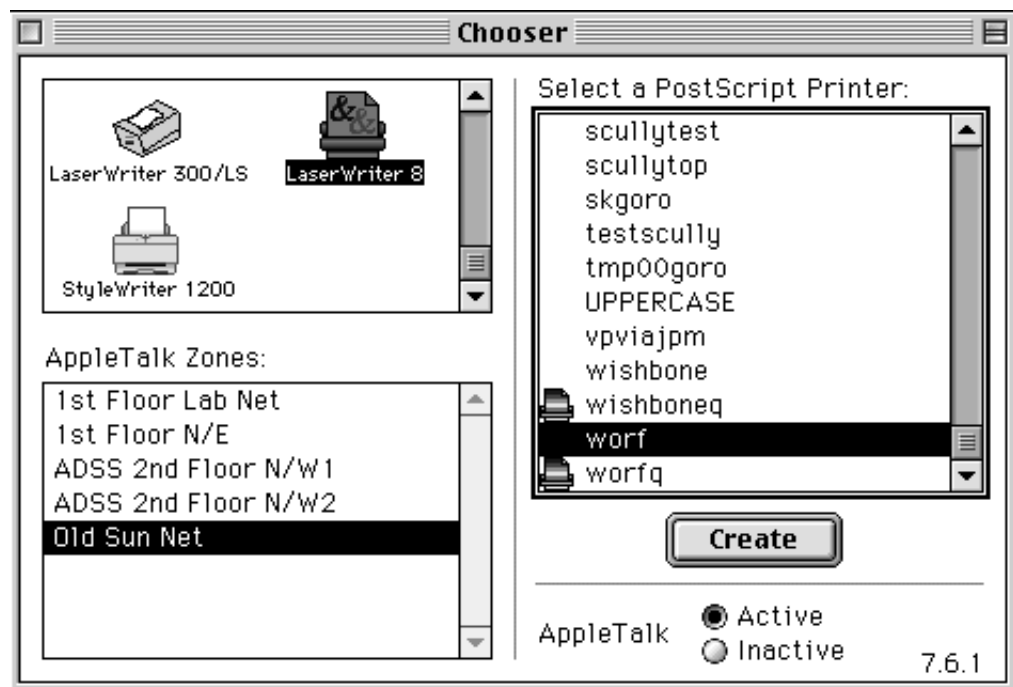 Chooser
LaserWriter 300/LS
LaserWriter 8
StyleWriter 1200
AppleTalk Zones:
1st Floor Lab Net
1st Floor N/E
ADSS 2nd Floor N/W1
ADSS 2nd Floor N/W2
Old Sun Net
Select a PostScript Printer:
scullytest
scullytop
skgoro
testscully
tmp00goro
UPPERCASE
vpviajpm
wishbone
wishboneq
worf
worfq
Create
AppleTalk
Active
Inactive
7.6.1